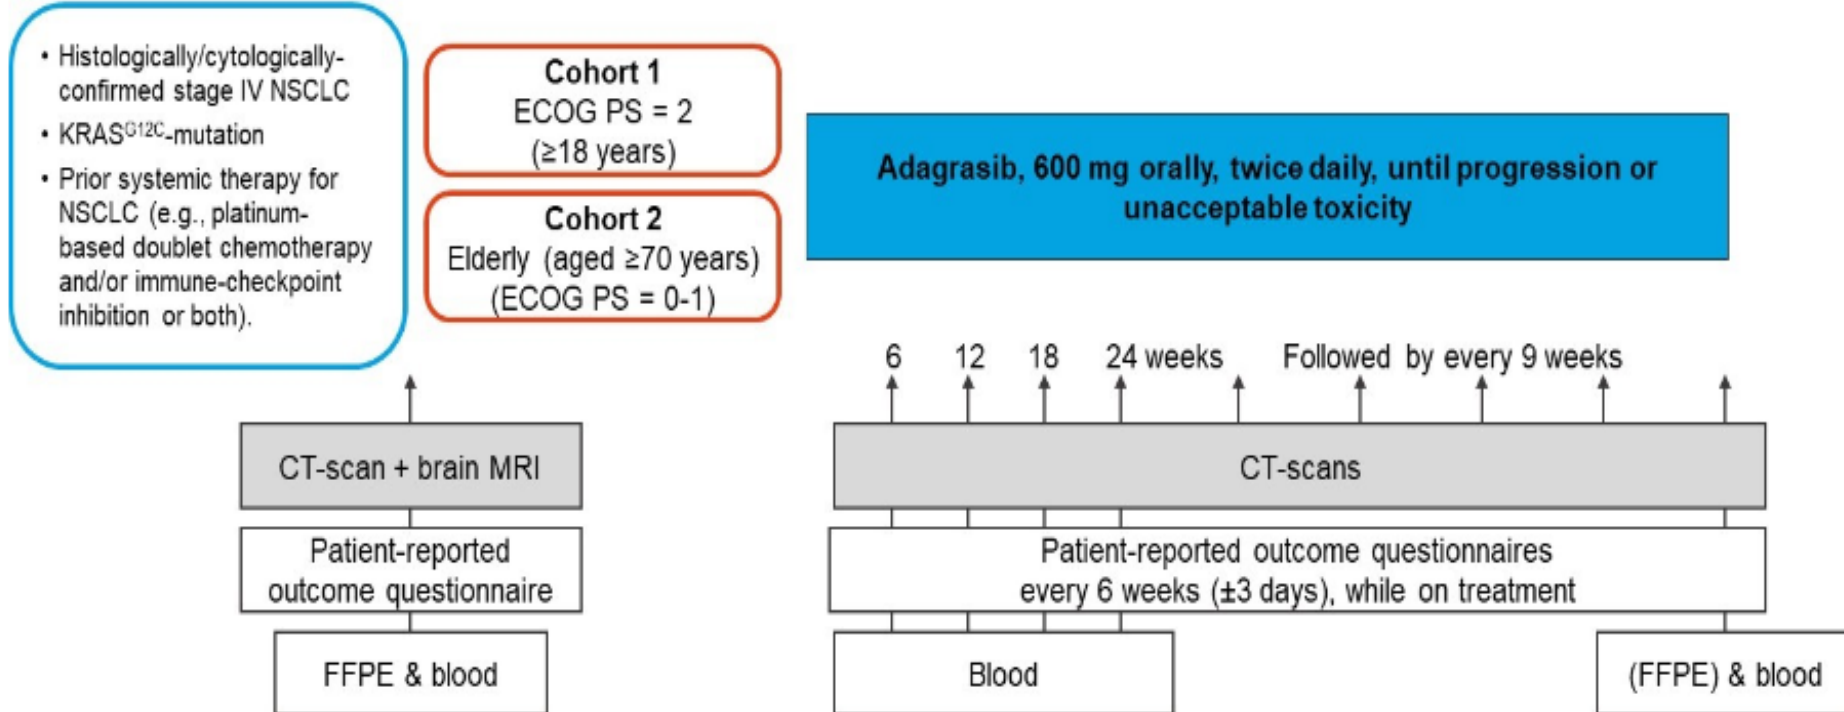 • Histologically/cytologically-
confirmed stage IV NSCLC
• KRASG12C-mutation
• Prior systemic therapy for
NSCLC (e.g., platinum-
based doublet chemotherapy
and/or immune-checkpoint
inhibition or both).
Cohort 1
ECOG PS = 2
(≥18 years)
Cohort 2
Elderly (aged ≥70 years)
(ECOG PS = 0-1)
Adagrasib, 600 mg orally, twice daily, until progression or
unacceptable toxicity
6 12 18 24 weeks Followed by every 9 weeks
CT-scan + brain MRI
CT-scans
Patient-reported
outcome questionnaire
Patient-reported outcome questionnaires
every 6 weeks (±3 days), while on treatment
FFPE & blood
Blood
(FFPE) & blood